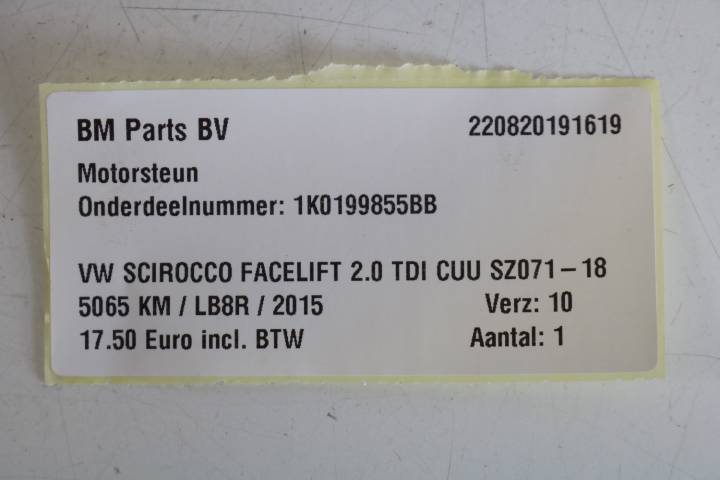 BM Parts BV 220820191619
Motorsteun
Onderdeelnummer: 1K0199855BB
VW SCIROCCO FACELIFT 2.0 TDI CUU SZ071-18
5065 KM / LB8R / 2015 Verz: 10
17.50 Euro incl. BTW Aantal: 1